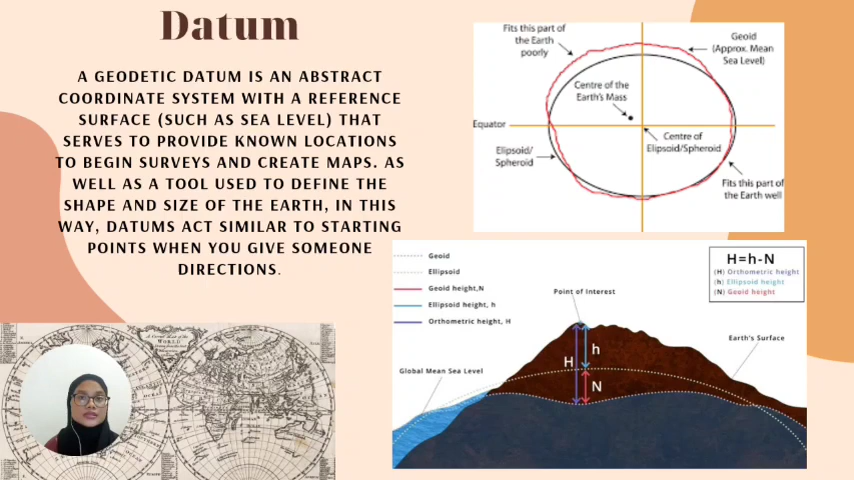 Datum
A GEODETIC DATUM IS AN ABSTRACT
COORDINATE SYSTEM WITH A REFERENCE
SURFACE (SUCH AS SEA LEVEL) THAT
SERVES TO PROVIDE KNOWN LOCATIONS
TO BEGIN SURVEYS AND CREATE MAPS. AS
WELL AS A TOOL USED TO DEFINE THE
SHAPE AND SIZE OF THE EARTH, IN THIS
WAY, DATUMS ACT SIMILAR TO STARTING
POINTS WHEN YOU GIVE SOMEONE
DIRECTIONS.
Fits this part of
the Earth
poorly
Geoid
(Approx. Mean
Sea Level)
Centre of the
Earth's Mass
Equator
Centre of
Elipsoid/Spheroid
Elipsoid/
Spheroid
Fits this part of
the Earth well
Geoid
Ellipsoid
Geoid height,N
Ellipsoid height, h
Orthometric height, H
H=h-N
(H) Orthometric height
(h) Ellipsoid height
(N) Geoid height
Point of Interest
Earth's Surface
Global Mean Sea Level
H
h
N
WORLD